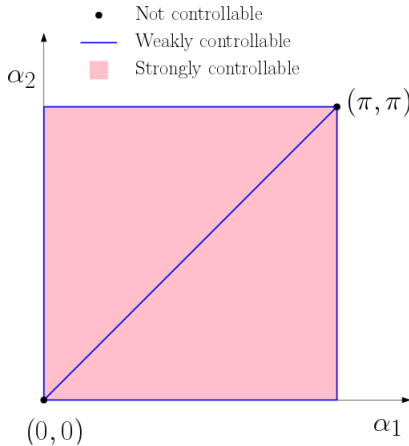 Not controllable
Weakly controllable
Strongly controllable
α₂
(π, π)
(0, 0)
α₁